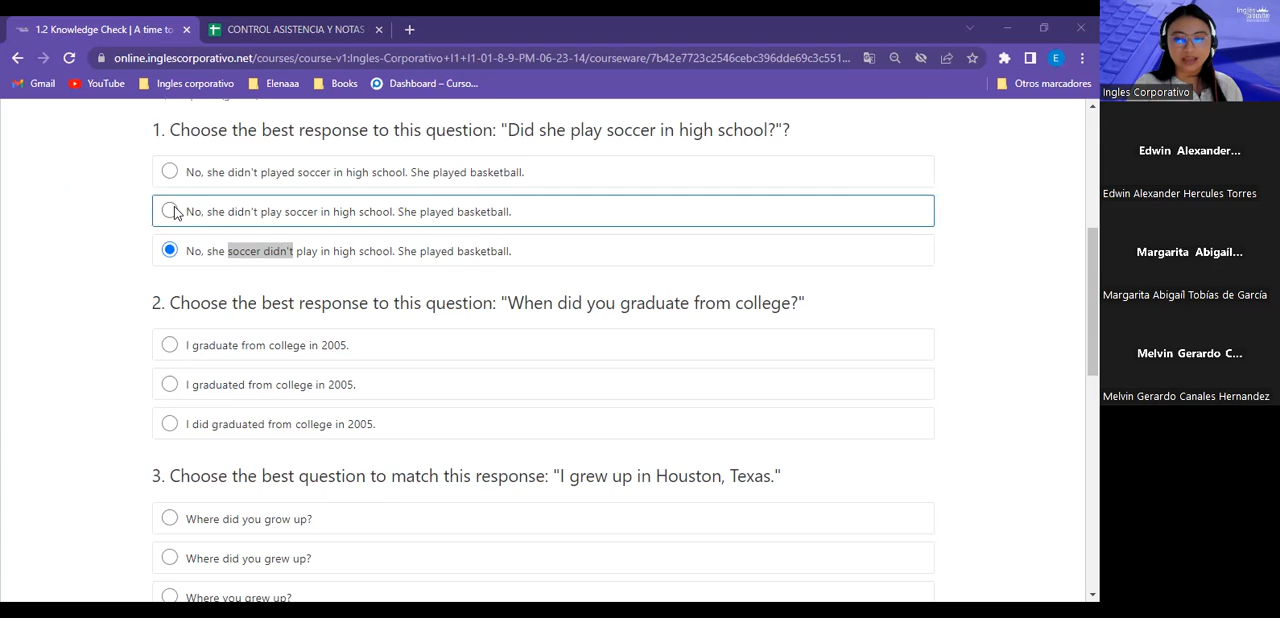 1.2 Knowledge Check | A time to
CONTROL ASISTENCIA Y NOTAS
online.inglescorporativo.net/courses/course-v1:Ingles-Corporativo+I1+I1-01-8-9-PM-06-23-14/courseware/7b42e7723c2546cebc396dde69c3c551...
E
Gmail
YouTube
Ingles corporativo
Elenaaa
Books
Dashboard – Curso...
Otros marcadores
1. Choose the best response to this question: "Did she play soccer in high school?"?
No, she didn't played soccer in high school. She played basketball.
No, she didn't play soccer in high school. She played basketball.
No, she soccer didn't play in high school. She played basketball.
2. Choose the best response to this question: "When did you graduate from college?"
I graduate from college in 2005.
I graduated from college in 2005.
I did graduated from college in 2005.
3. Choose the best question to match this response: "I grew up in Houston, Texas."
Where did you grow up?
Where did you grew up?
Where you grew up?
Ingles Corporativo
Edwin Alexander...
Edwin Alexander Hercules Torres
Margarita Abigaíl...
Margarita Abigail Tobías de García
Melvin Gerardo C...
Melvin Gerardo Canales Hernandez